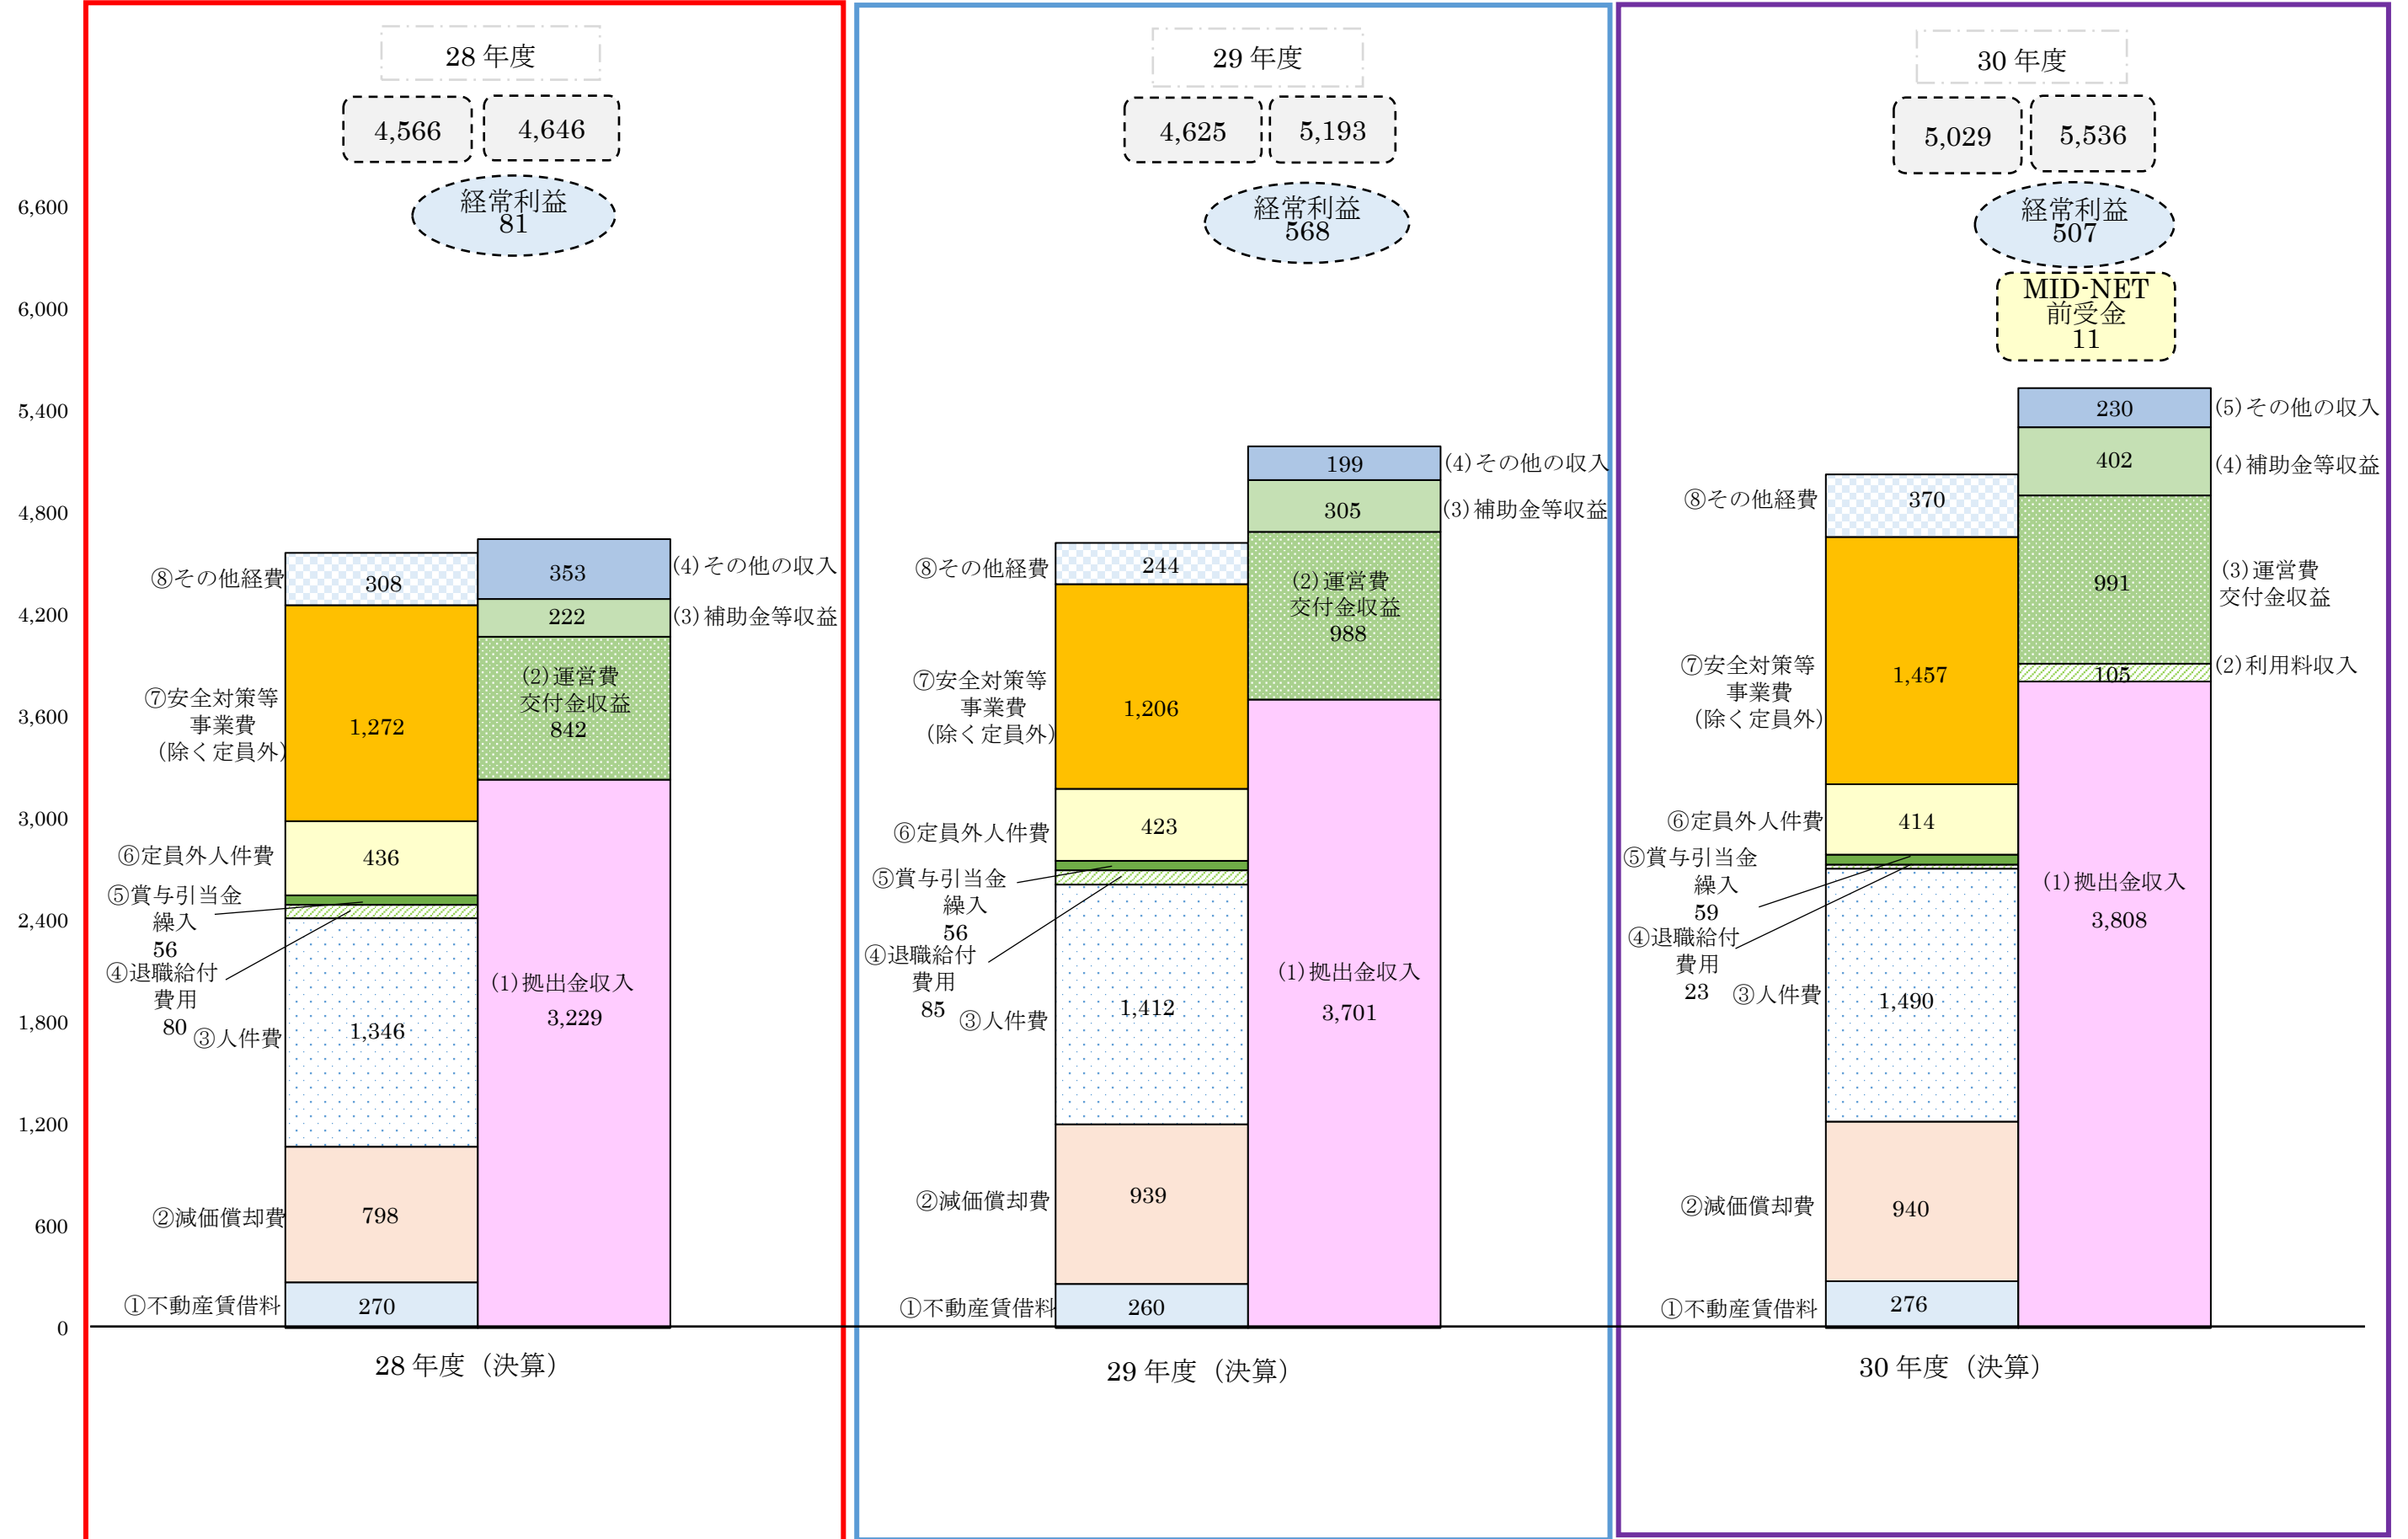 28 年度
4,566
4,646
経常利益
81
29 年度
4,625
5,193
経常利益
568
30 年度
5,029
5,536
経常利益
507
MID-NET
前受金
11
6,600
6,000
5,400
4,800
4,200
3,600
3,000
2,400
1,800
1,200
600
0
⑧その他経費
308
⑦安全対策等
事業費
（除く定員外）
1,272
⑥定員外人件費
436
⑤賞与引当金
繰入
56
④退職給付
費用
80
③人件費
1,346
②減価償却費
798
①不動産賃借料
270
353
(4)その他の収入
222
(3)補助金等収益
(2)運営費
交付金収益
842
(1)拠出金収入
3,229
28 年度（決算）
⑧その他経費
244
⑦安全対策等
事業費
（除く定員外）
1,206
⑥定員外人件費
423
⑤賞与引当金
繰入
56
④退職給付
費用
85
③人件費
1,412
②減価償却費
939
①不動産賃借料
260
199
(4)その他の収入
305
(3)補助金等収益
(2)運営費
交付金収益
988
(1)拠出金収入
3,701
29 年度（決算）
⑧その他経費
370
⑦安全対策等
事業費
（除く定員外）
1,457
⑥定員外人件費
414
⑤賞与引当金
繰入
59
④退職給付
費用
23
③人件費
1,490
②減価償却費
940
①不動産賃借料
276
230
(5)その他の収入
402
(4)補助金等収益
991
(3)運営費
交付金収益
105
(2)利用料収入
(1)拠出金収入
3,808
30 年度（決算）